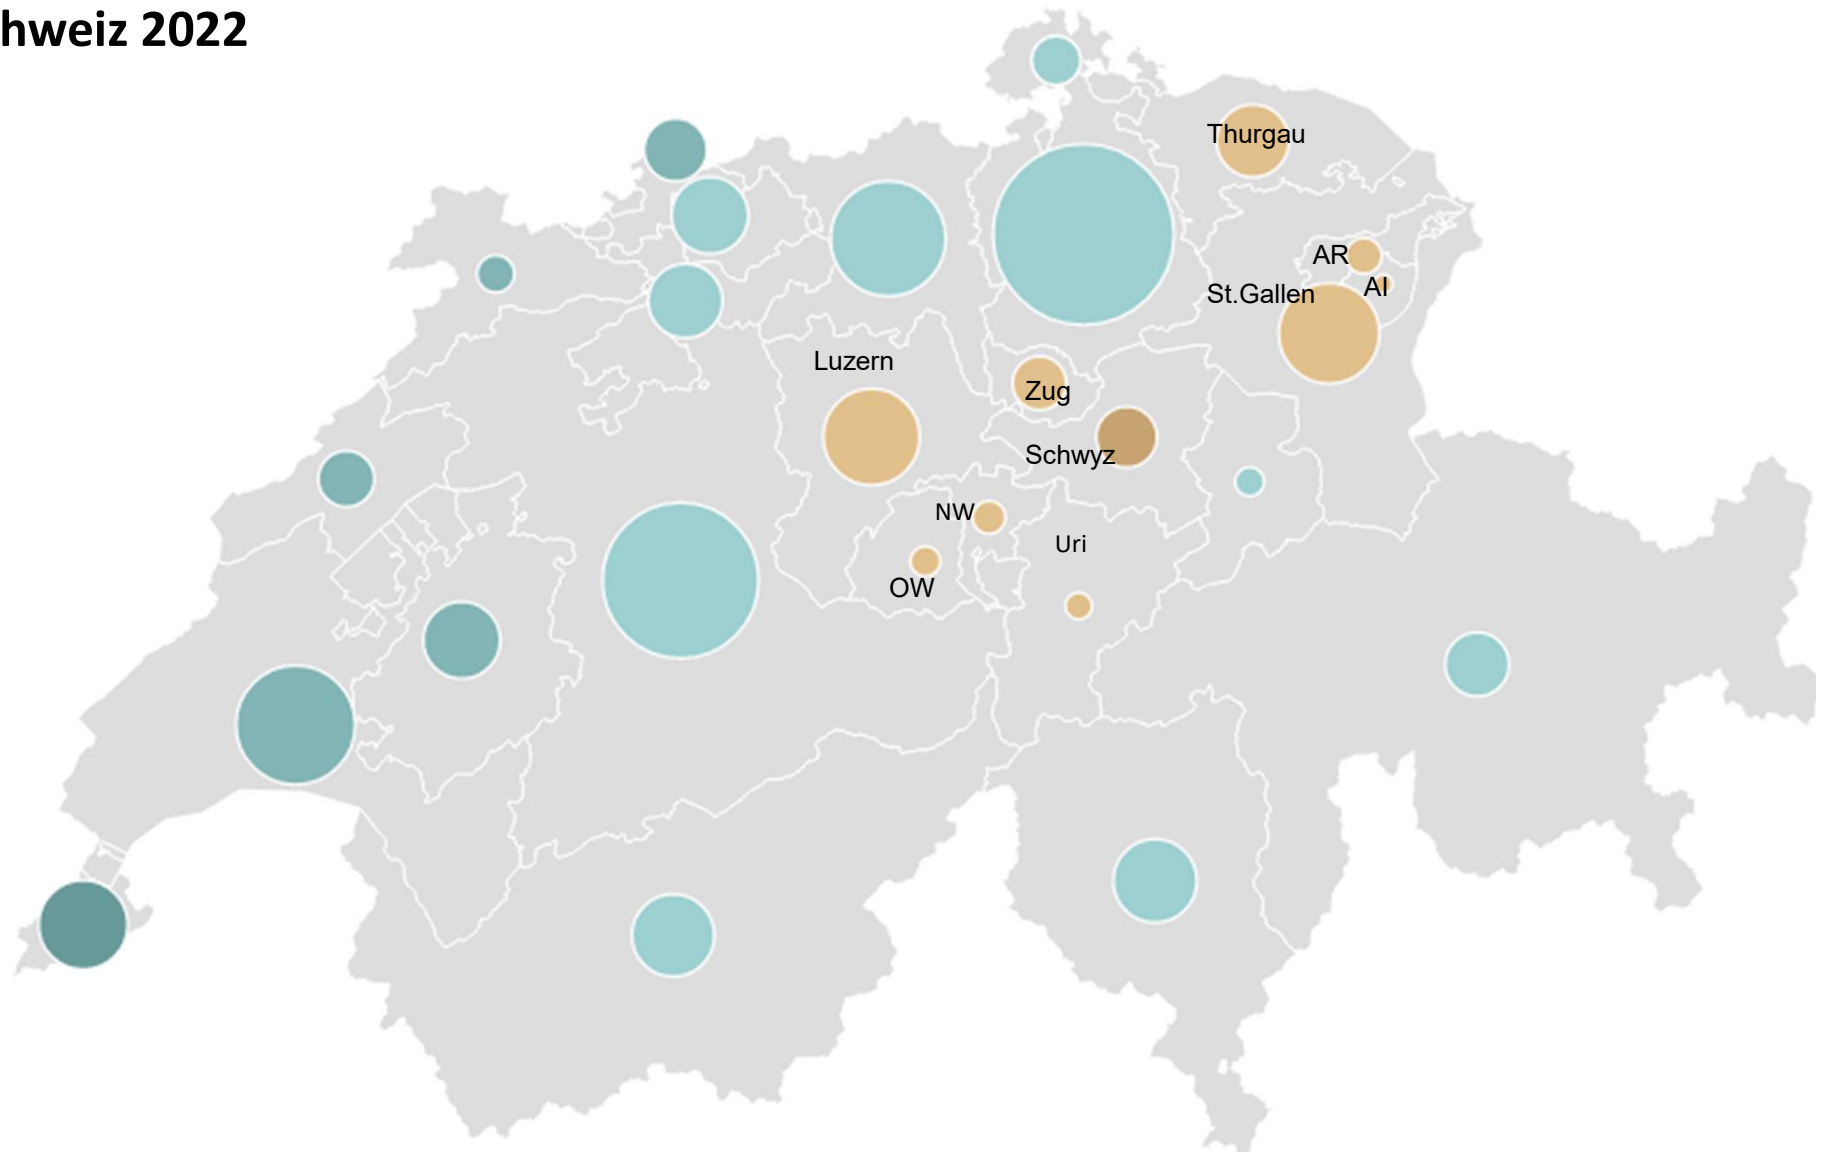 hweiz 2022
Thurgau
AR
AI
St.Gallen
Luzern
Zug
Schwyz
NW
Uri
OW